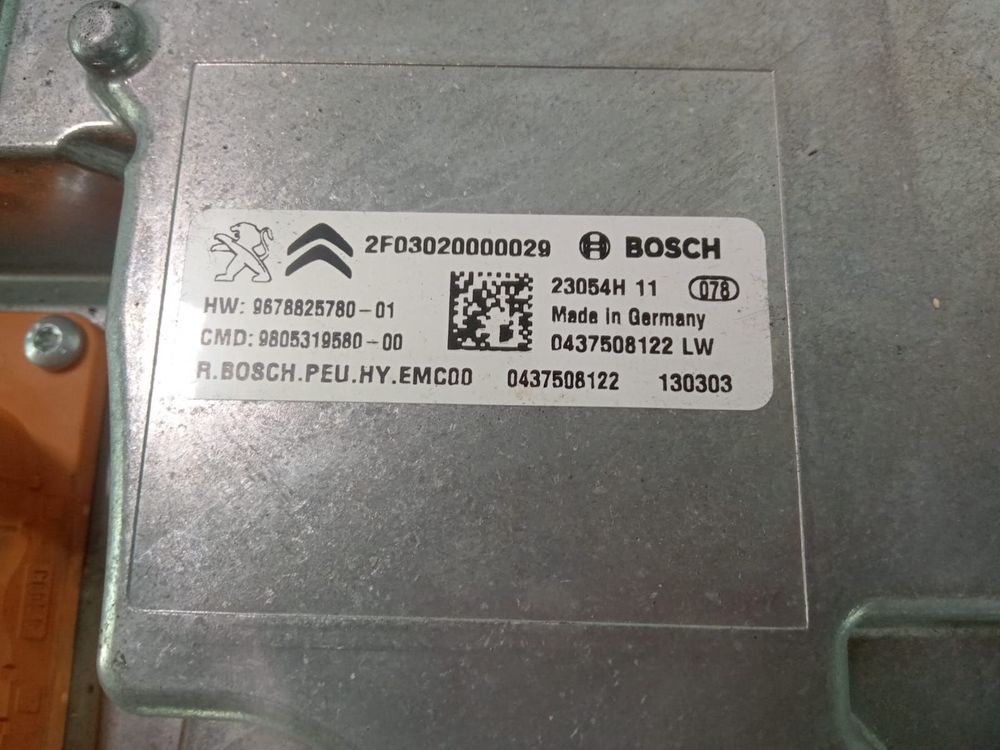 2F03020000029 BOSCH
HW: 9678825780-01
CMD: 9805319580-00
23054H 11 078
Made in Germany
0437508122 LW
R.BOSCH.PEU.HY.EMC00 0437508122 130303